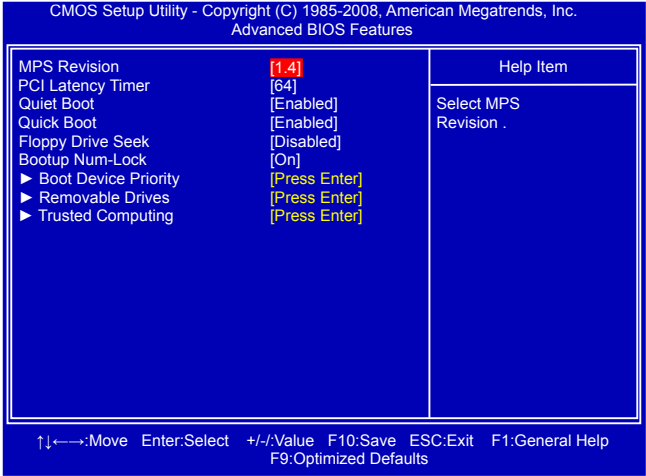 CMOS Setup Utility - Copyright (C) 1985-2008, American Megatrends, Inc.
Advanced BIOS Features
MPS Revision [1.4]
PCI Latency Timer [64]
Quiet Boot [Enabled]
Quick Boot [Enabled]
Floppy Drive Seek [Disabled]
Bootup Num-Lock [On]
► Boot Device Priority [Press Enter]
► Removable Drives [Press Enter]
► Trusted Computing [Press Enter]
Help Item
Select MPS
Revision .
↑↓←→:Move Enter:Select +/-/:Value F10:Save ESC:Exit F1:General Help
F9:Optimized Defaults